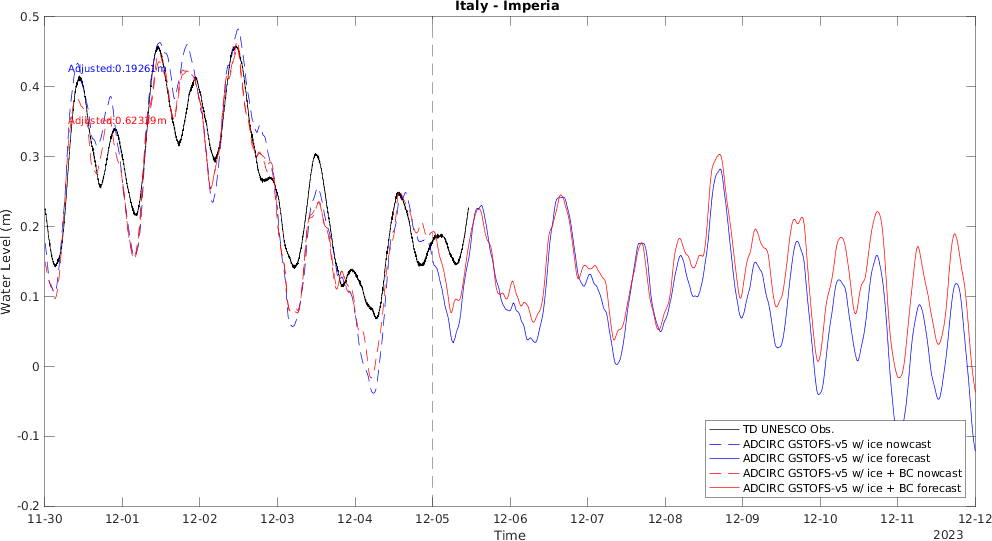 Italy - Imperia
0.5
0.4
0.3
0.2
0.1
0
-0.1
-0.2
Water Level (m)
Adjusted:0.19261m
Adjusted:0.62339m
TD UNESCO Obs.
ADCIRC GSTOFS-v5 w/ ice nowcast
ADCIRC GSTOFS-v5 w/ ice forecast
ADCIRC GSTOFS-v5 w/ ice + BC nowcast
ADCIRC GSTOFS-v5 w/ ice + BC forecast
11-30 12-01 12-02 12-03 12-04 12-05 12-06 12-07 12-08 12-09 12-10 12-11 12-12
Time
2023